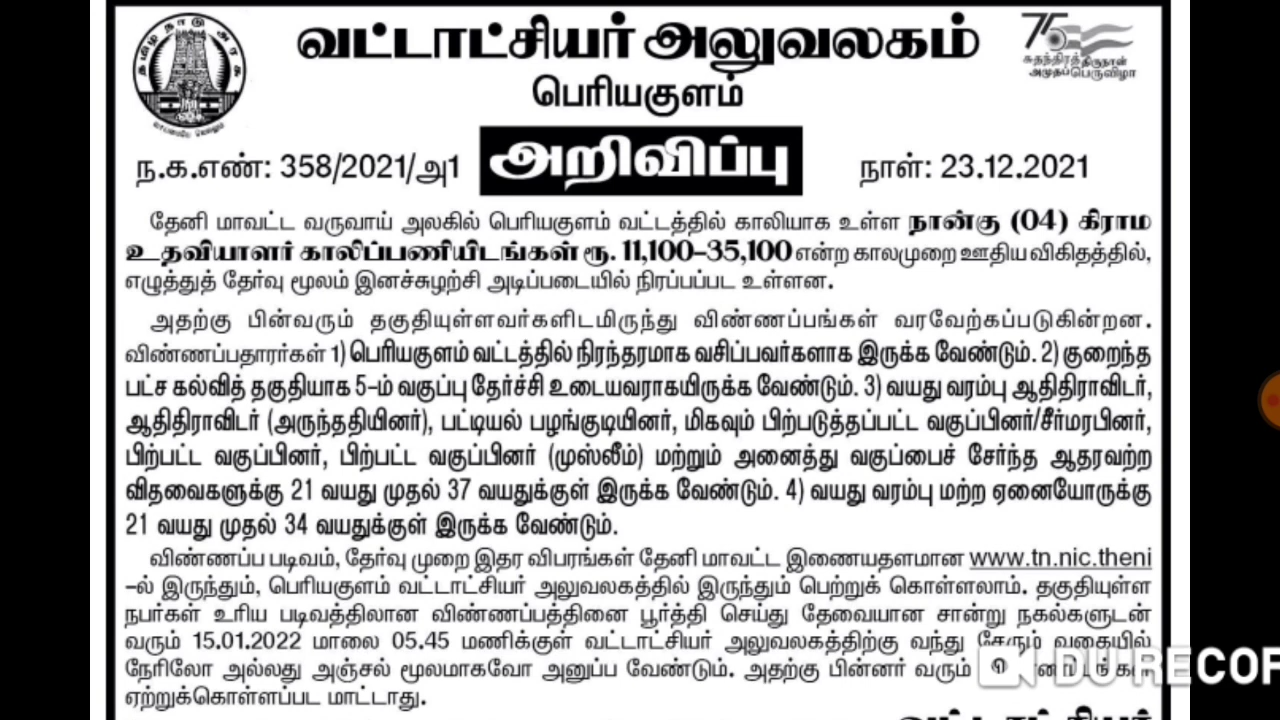 தமிழ் நாடு அரசு
வாய்மையே வெல்லும்
வட்டாட்சியர் அலுவலகம்
75
சுதந்திரத் திருநாள்
அமுதப்பெருவிழா
பெரியகுளம்
ந.க.எண்: 358/2021/அ1
அறிவிப்பு
நாள்: 23.12.2021
தேனி மாவட்ட வருவாய் அலகில் பெரியகுளம் வட்டத்தில் காலியாக உள்ள நான்கு (04) கிராம
உதவியாளர் காலிப்பணியிடங்கள் ரூ. 11,100-35,100 என்ற காலமுறை ஊதிய விகிதத்தில்,
எழுத்துத் தேர்வு மூலம் இனச்சுழற்சி அடிப்படையில் நிரப்பப்பட உள்ளன.
அதற்கு பின்வரும் தகுதியுள்ளவர்களிடமிருந்து விண்ணப்பங்கள் வரவேற்கப்படுகின்றன.
விண்ணப்பதாரர்கள் 1) பெரியகுளம் வட்டத்தில் நிரந்தரமாக வசிப்பவர்களாக இருக்க வேண்டும். 2) குறைந்த
பட்ச கல்வித் தகுதியாக 5-ம் வகுப்பு தேர்ச்சி உடையவராகயிருக்க வேண்டும். 3) வயது வரம்பு ஆதிதிராவிடர்,
ஆதிதிராவிடர் (அருந்ததியினர்), பட்டியல் பழங்குடியினர், மிகவும் பிற்படுத்தப்பட்ட வகுப்பினர்/சீர்மரபினர்,
பிற்பட்ட வகுப்பினர், பிற்பட்ட வகுப்பினர் (முஸ்லீம்) மற்றும் அனைத்து வகுப்பைச் சேர்ந்த ஆதரவற்ற
விதவைகளுக்கு 21 வயது முதல் 37 வயதுக்குள் இருக்க வேண்டும். 4) வயது வரம்பு மற்ற ஏனையோருக்கு
21 வயது முதல் 34 வயதுக்குள் இருக்க வேண்டும்.
விண்ணப்ப படிவம், தேர்வு முறை இதர விபரங்கள் தேனி மாவட்ட இணையதளமான www.tn.nic.theni
-ல் இருந்தும், பெரியகுளம் வட்டாட்சியர் அலுவலகத்தில் இருந்தும் பெற்றுக் கொள்ளலாம். தகுதியுள்ள
நபர்கள் உரிய படிவத்திலான விண்ணப்பத்தினை பூர்த்தி செய்து தேவையான சான்று நகல்களுடன்
வரும் 15.01.2022 மாலை 05.45 மணிக்குள் வட்டாட்சியர் அலுவலகத்திற்கு வந்து சேரும் வகையில்
நேரிலோ அல்லது அஞ்சல் மூலமாகவோ அனுப்ப வேண்டும். அதற்கு பின்னர் வரும்
DU RECOR
ஏற்றுக்கொள்ளப்பட மாட்டாது.